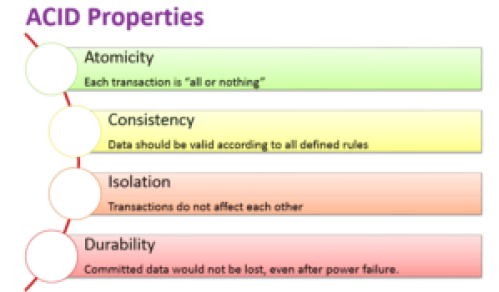 ACID Properties
Atomicity
Each transaction is “all or nothing”
Consistency
Data should be valid according to all defined rules
Isolation
Transactions do not affect each other
Durability
Committed data would not be lost, even after power failure.